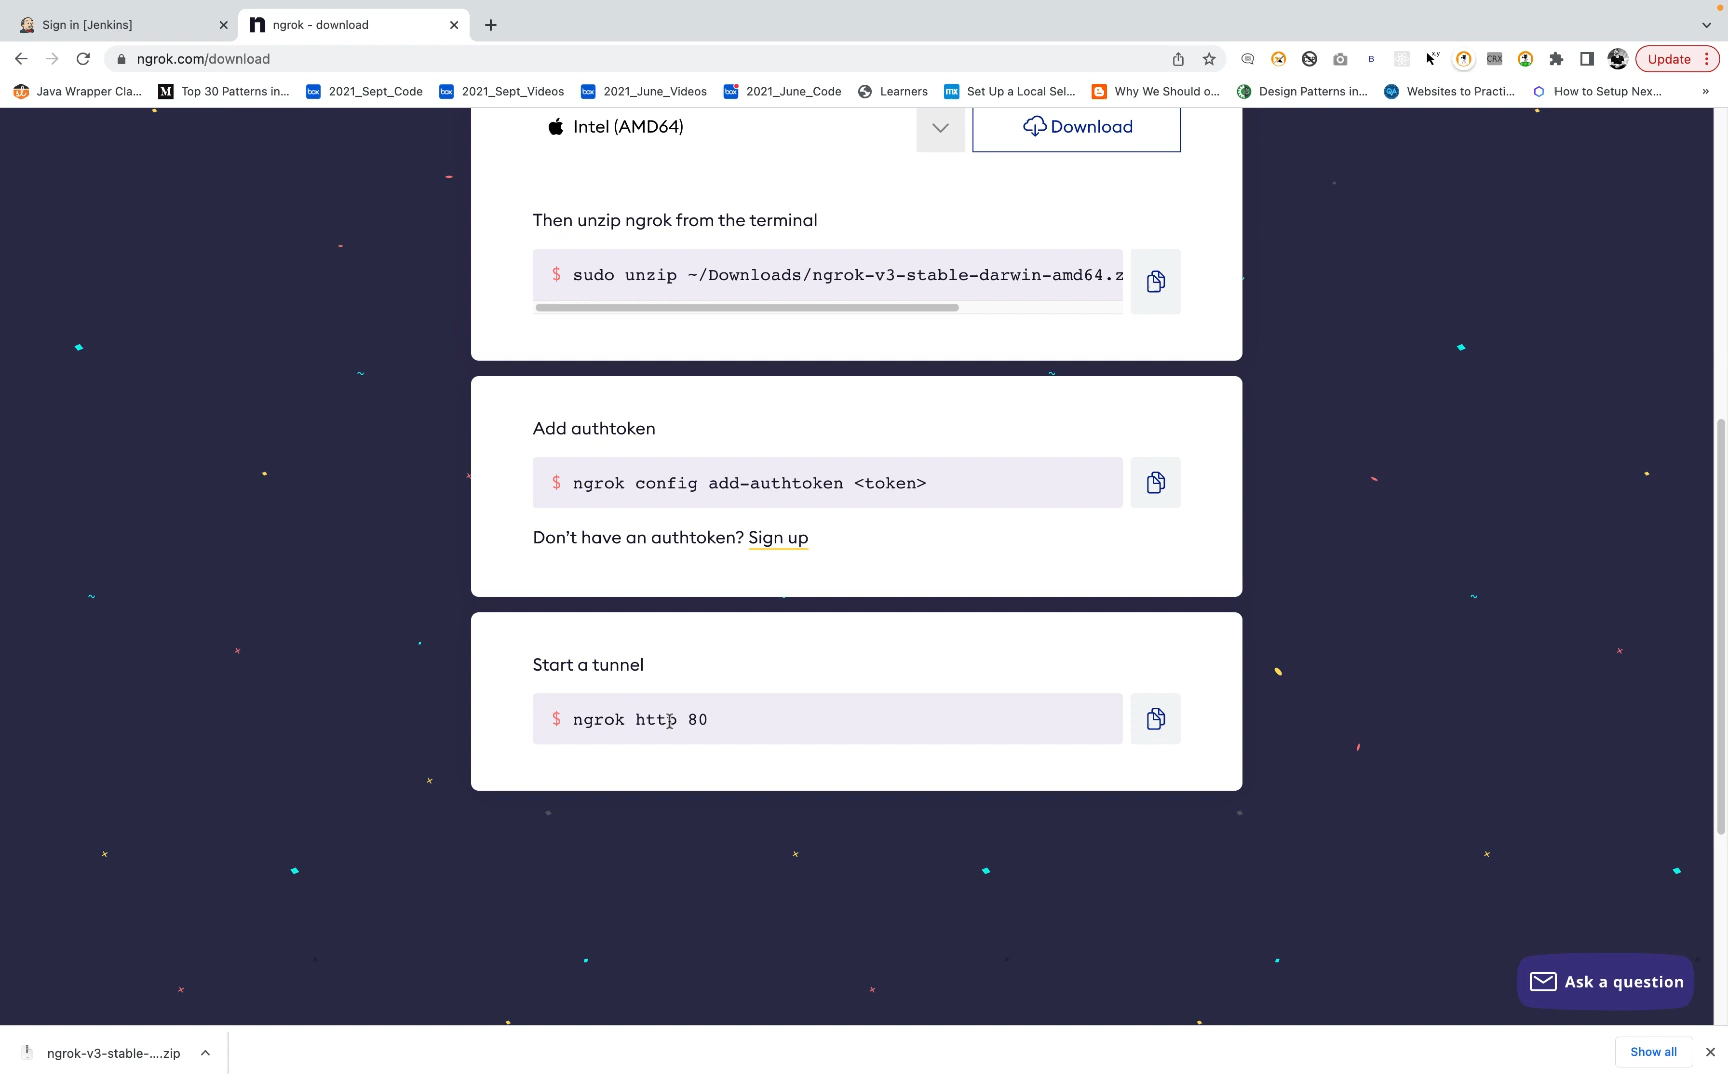 Sign in [Jenkins]
ngrok - download
ngrok.com/download
Update
Java Wrapper Cla...
Top 30 Patterns in...
2021_Sept_Code
2021_Sept_Videos
2021_June_Videos
2021_June_Code
Learners
Set Up a Local Sel...
Why We Should o...
Design Patterns in...
Websites to Practi...
How to Setup Nex...
»
Intel (AMD64)
Download
Then unzip ngrok from the terminal
$ sudo unzip ~/Downloads/ngrok-v3-stable-darwin-amd64.z
Add authtoken
$ ngrok config add-authtoken <token>
Don't have an authtoken? Sign up
Start a tunnel
$ ngrok http 80
Ask a question
ngrok-v3-stable-....zip
Show all